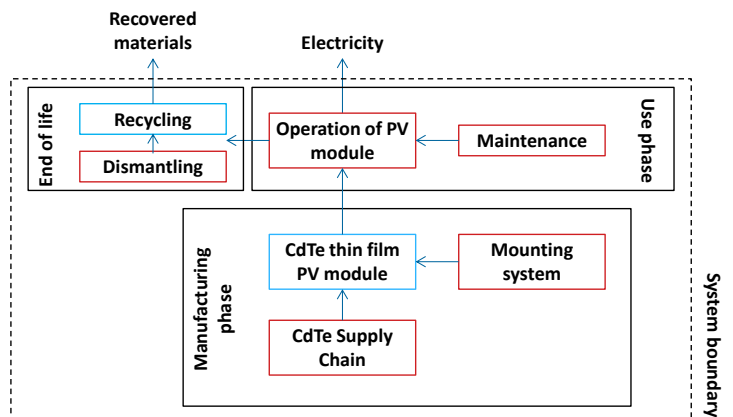 Recovered
materials
Electricity
End of life
Recycling
Dismantling
Operation of PV
module
Maintenance
Use phase
Manufacturing
phase
CdTe thin film
PV module
Mounting
system
CdTe Supply
Chain
System boundary